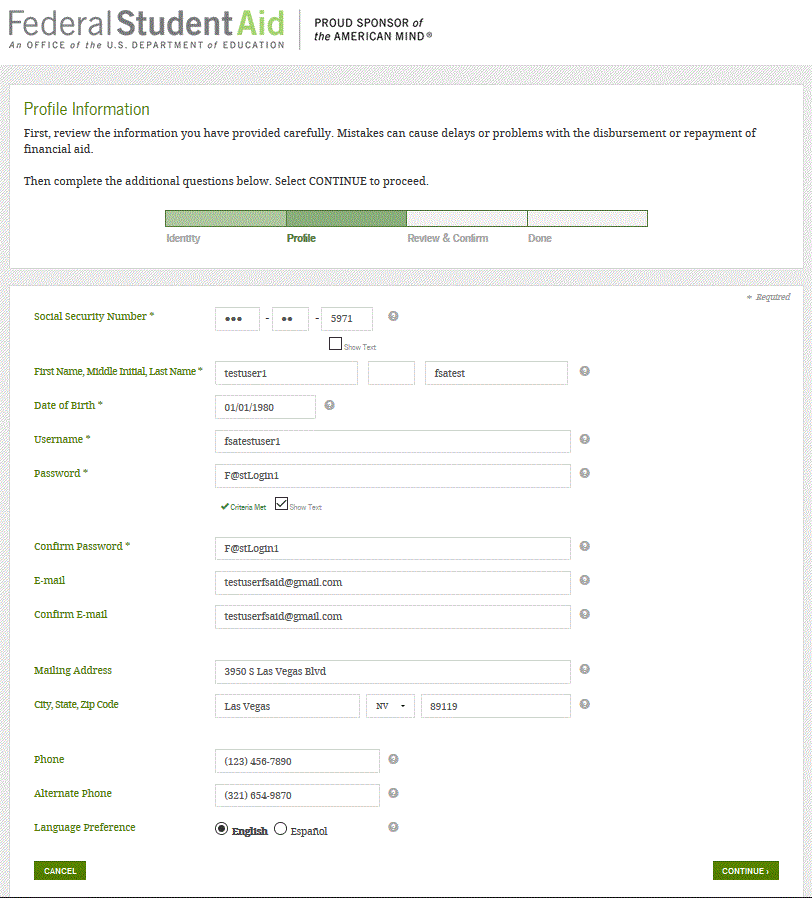 Federal Student Aid
An OFFICE of the U.S. DEPARTMENT of EDUCATION
PROUD SPONSOR of
the AMERICAN MIND®
Profile Information
First, review the information you have provided carefully. Mistakes can cause delays or problems with the disbursement or repayment of
financial aid.
Then complete the additional questions below. Select CONTINUE to proceed.
Identity Profile Review & Confirm Done
* Required
Social Security Number * ••• - •• - 5971
Show Text
First Name, Middle Initial, Last Name * testuser1 fsatest
Date of Birth * 01/01/1980
Username * fsatestuser1
Password * F@stLogin1
Criteria Met Show Text
Confirm Password * F@stLogin1
E-mail testuserfsaid@gmail.com
Confirm E-mail testuserfsaid@gmail.com
Mailing Address 3950 S Las Vegas Blvd
City, State, Zip Code Las Vegas NV 89119
Phone (123) 456-7890
Alternate Phone (321) 654-9870
Language Preference English Español
CANCEL CONTINUE ›